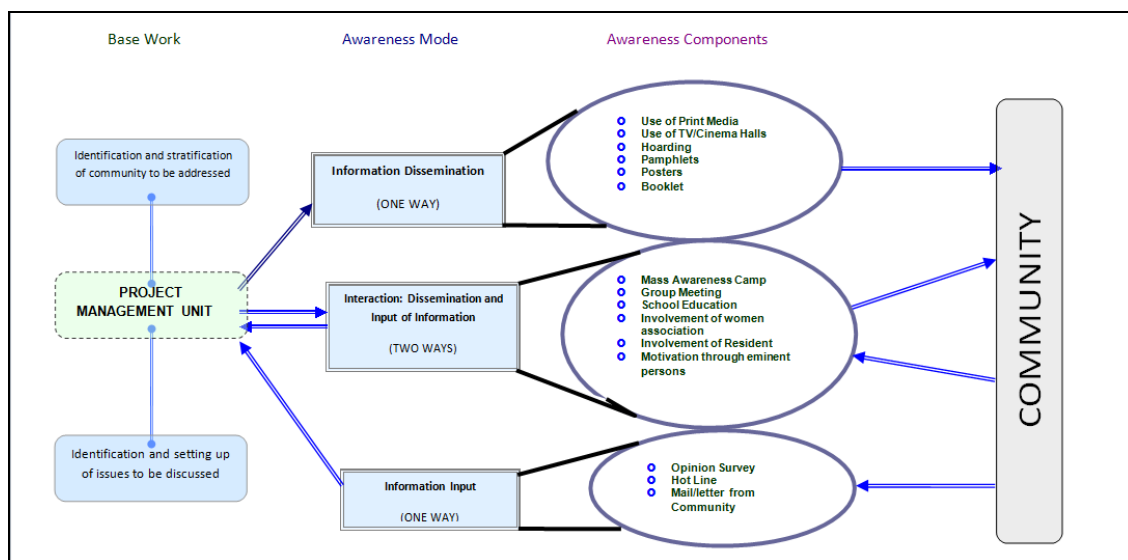 Base Work
Awareness Mode
Awareness Components
Identification and stratification
of community to be addressed
PROJECT
MANAGEMENT UNIT
Identification and setting up
of issues to be discussed
Information Dissemination
(ONE WAY)
Interaction: Dissemination and
Input of Information
(TWO WAYS)
Information Input
(ONE WAY)
Use of Print Media
Use of TV/Cinema Halls
Hoarding
Pamphlets
Posters
Booklet
Mass Awareness Camp
Group Meeting
School Education
Involvement of women
association
Involvement of Resident
Motivation through eminent
persons
Opinion Survey
Hot Line
Mail/letter from
Community
COMMUNITY